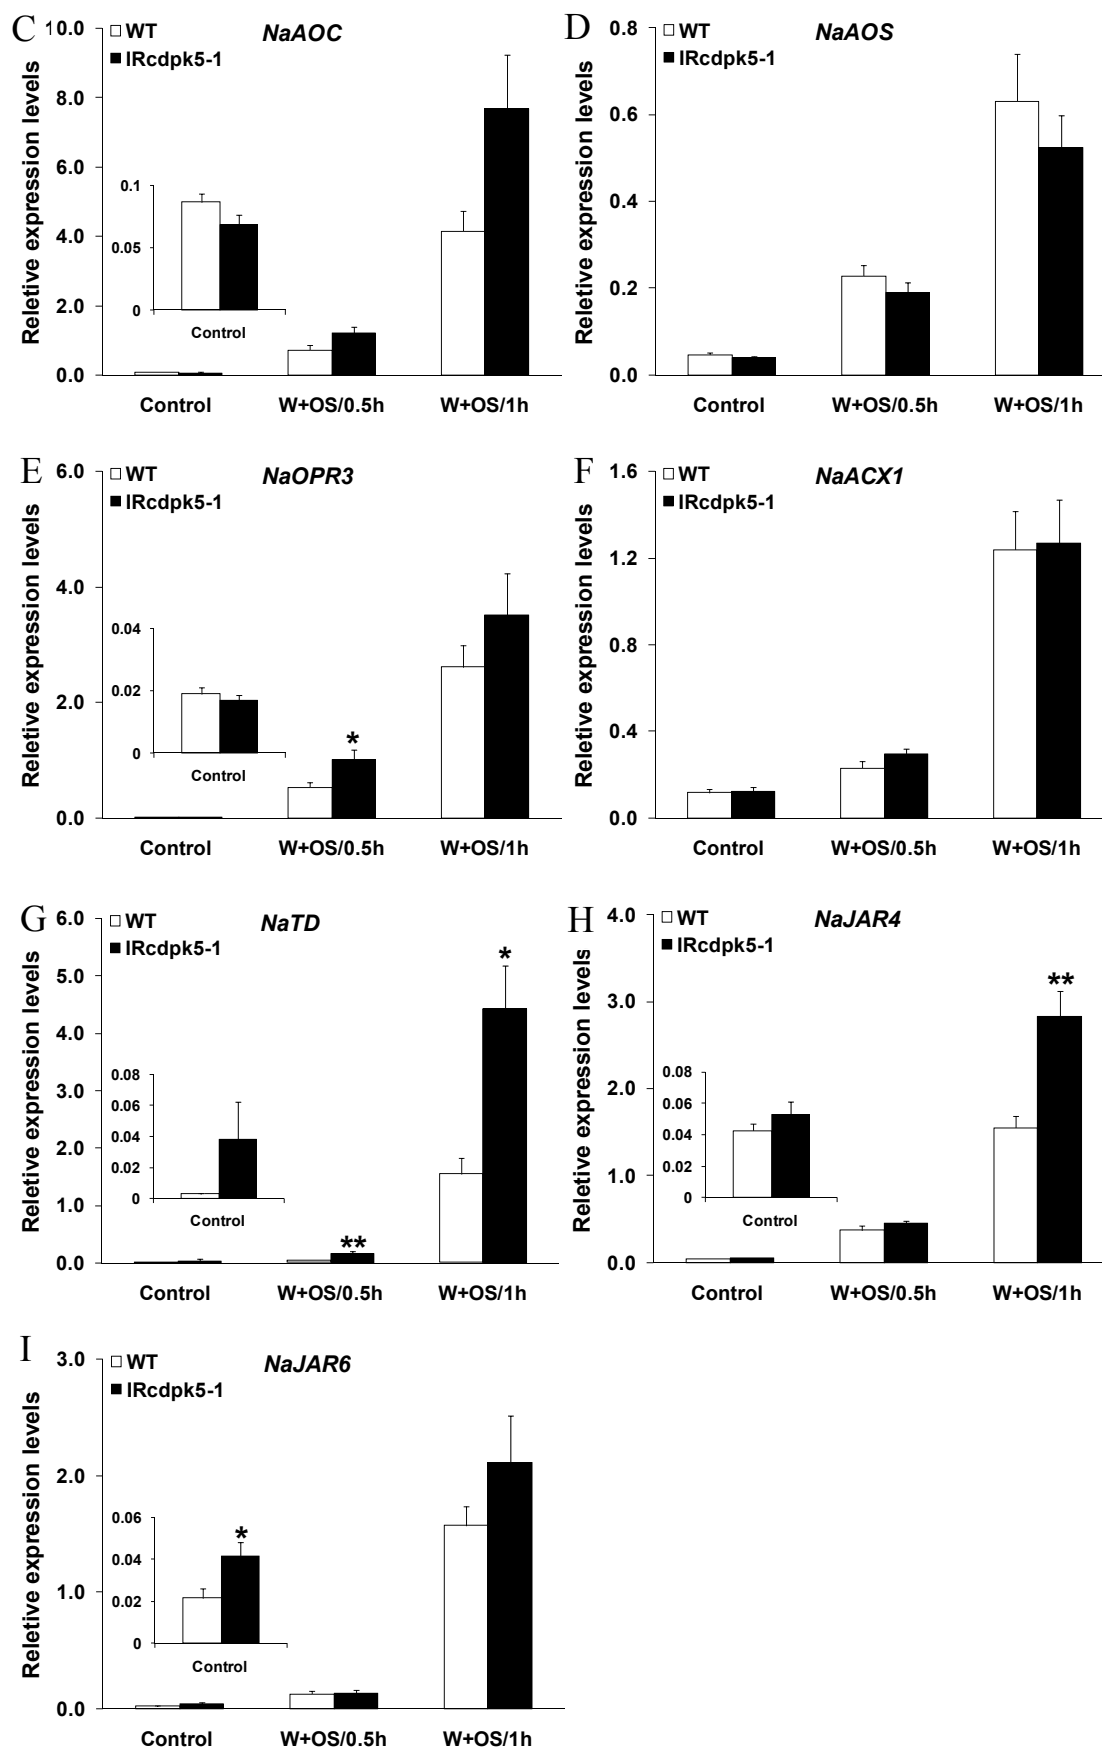 C
NaAOC
WT
IRcdpk5-1
Reletive expression levels
10.0
8.0
6.0
4.0
2.0
0.0
0.1
0.05
0
Control
Control W+OS/0.5h W+OS/1h
D
NaAOS
WT
IRcdpk5-1
Reletive expression levels
0.8
0.6
0.4
0.2
0.0
Control W+OS/0.5h W+OS/1h
E
NaOPR3
WT
IRcdpk5-1
Reletive expression levels
6.0
4.0
2.0
0.0
0.04
0.02
0
Control
*
Control W+OS/0.5h W+OS/1h
F
NaACX1
WT
IRcdpk5-1
Reletive expression levels
1.6
1.2
0.8
0.4
0.0
Control W+OS/0.5h W+OS/1h
G
NaTD
WT
IRcdpk5-1
Reletive expression levels
6.0
5.0
4.0
3.0
2.0
1.0
0.0
0.08
0.06
0.04
0.02
0
Control
**
*
Control W+OS/0.5h W+OS/1h
H
NaJAR4
WT
IRcdpk5-1
Reletive expression levels
4.0
3.0
2.0
1.0
0.0
0.08
0.06
0.04
0.02
0
Control
**
Control W+OS/0.5h W+OS/1h
I
NaJAR6
WT
IRcdpk5-1
Reletive expression levels
3.0
2.0
1.0
0.0
0.06
0.04
0.02
0
*
Control
Control W+OS/0.5h W+OS/1h